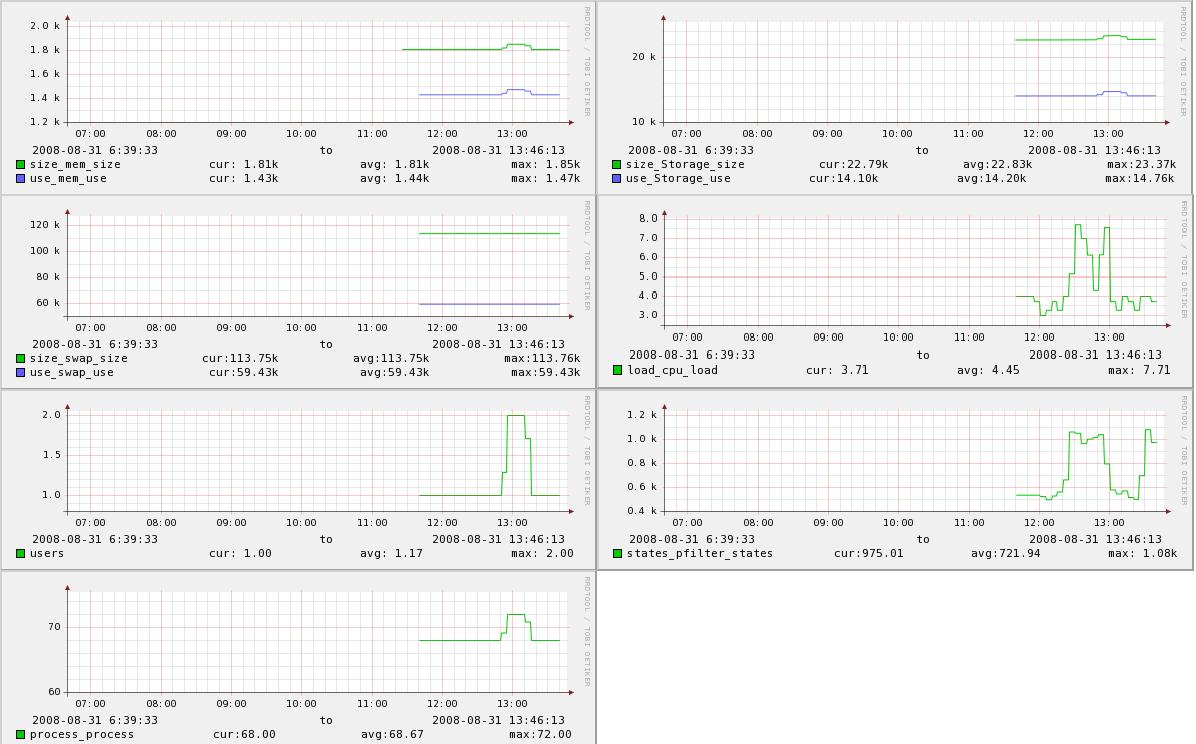 2.0 k
1.8 k
1.6 k
1.4 k
1.2 k
07:00 08:00 09:00 10:00 11:00 12:00 13:00
2008-08-31 6:39:33 to 2008-08-31 13:46:13
size_mem_size cur: 1.81k avg: 1.81k max: 1.85k
use_mem_use cur: 1.43k avg: 1.44k max: 1.47k
RRDTOOL / TOBI OETIKER
20 k
10 k
07:00 08:00 09:00 10:00 11:00 12:00 13:00
2008-08-31 6:39:33 to 2008-08-31 13:46:13
size_Storage_size cur:22.79k avg:22.83k max:23.37k
use_Storage_use cur:14.10k avg:14.20k max:14.76k
RRDTOOL / TOBI OETIKER
120 k
100 k
80 k
60 k
07:00 08:00 09:00 10:00 11:00 12:00 13:00
2008-08-31 6:39:33 to 2008-08-31 13:46:13
size_swap_size cur:113.75k avg:113.75k max:113.76k
use_swap_use cur:59.43k avg:59.43k max:59.43k
RRDTOOL / TOBI OETIKER
8.0
7.0
6.0
5.0
4.0
3.0
07:00 08:00 09:00 10:00 11:00 12:00 13:00
2008-08-31 6:39:33 to 2008-08-31 13:46:13
load_cpu_load cur: 3.71 avg: 4.45 max: 7.71
RRDTOOL / TOBI OETIKER
2.0
1.5
1.0
07:00 08:00 09:00 10:00 11:00 12:00 13:00
2008-08-31 6:39:33 to 2008-08-31 13:46:13
users cur: 1.00 avg: 1.17 max: 2.00
RRDTOOL / TOBI OETIKER
1.2 k
1.0 k
0.8 k
0.6 k
0.4 k
07:00 08:00 09:00 10:00 11:00 12:00 13:00
2008-08-31 6:39:33 to 2008-08-31 13:46:13
states_pfilter_states cur:975.01 avg:721.94 max: 1.08k
RRDTOOL / TOBI OETIKER
70
60
07:00 08:00 09:00 10:00 11:00 12:00 13:00
2008-08-31 6:39:33 to 2008-08-31 13:46:13
process_process cur:68.00 avg:68.67 max:72.00
RRDTOOL / TOBI OETIKER